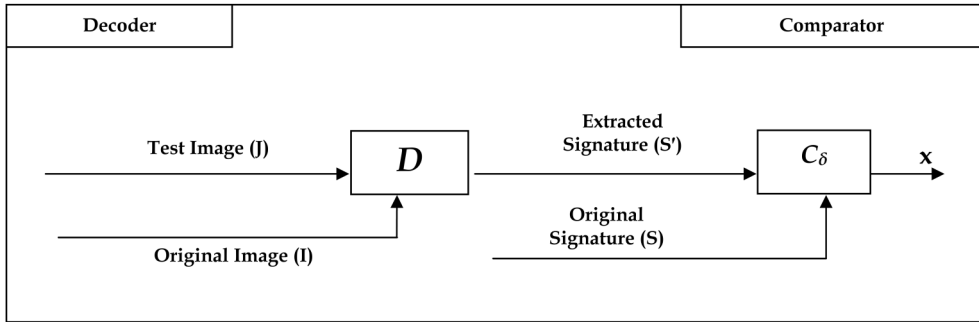 Decoder
Comparator
Test Image (J)
D
Extracted
Signature (S')
C_δ
x
Original Image (I)
Original
Signature (S)